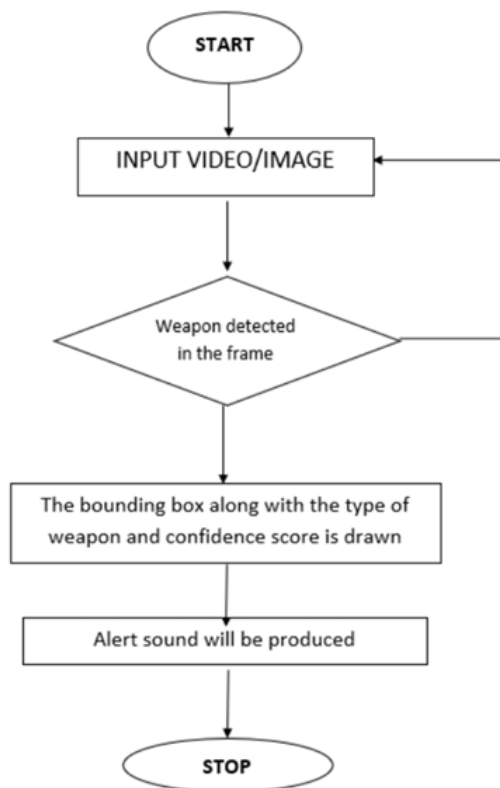 START
INPUT VIDEO/IMAGE
Weapon detected
in the frame
The bounding box along with the type of
weapon and confidence score is drawn
Alert sound will be produced
STOP